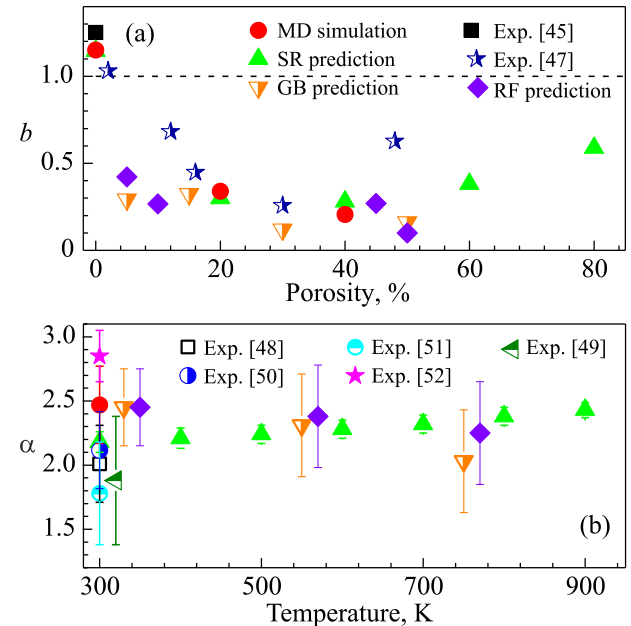 (a)
MD simulation
SR prediction
GB prediction
Exp. [45]
Exp. [47]
RF prediction
1.0
0.5
0
b
0 20 40 60 80
Porosity, %
3.0
2.5
2.0
1.5
α
Exp. [48]
Exp. [51]
Exp. [49]
Exp. [50]
Exp. [52]
(b)
300 500 700 900
Temperature, K